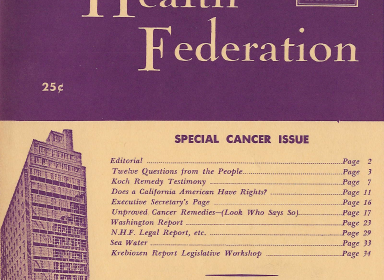 Health
Federation
25¢
SPECIAL CANCER ISSUE
Editorial ........ Page 2
Twelve Questions from the People........ Page 3
Koch Remedy Testimony ........ Page 7
Does a California American Have Rights? ........ Page 11
Executive Secretary's Page ........ Page 16
Unproved Cancer Remedies—(Look Who Says So)........ Page 17
Washington Report ........ Page 23
N.H.F. Legal Report, etc. ........ Page 29
Sea Water ........ Page 33
Krebiozen Report Legislative Workshop ........ Page 34